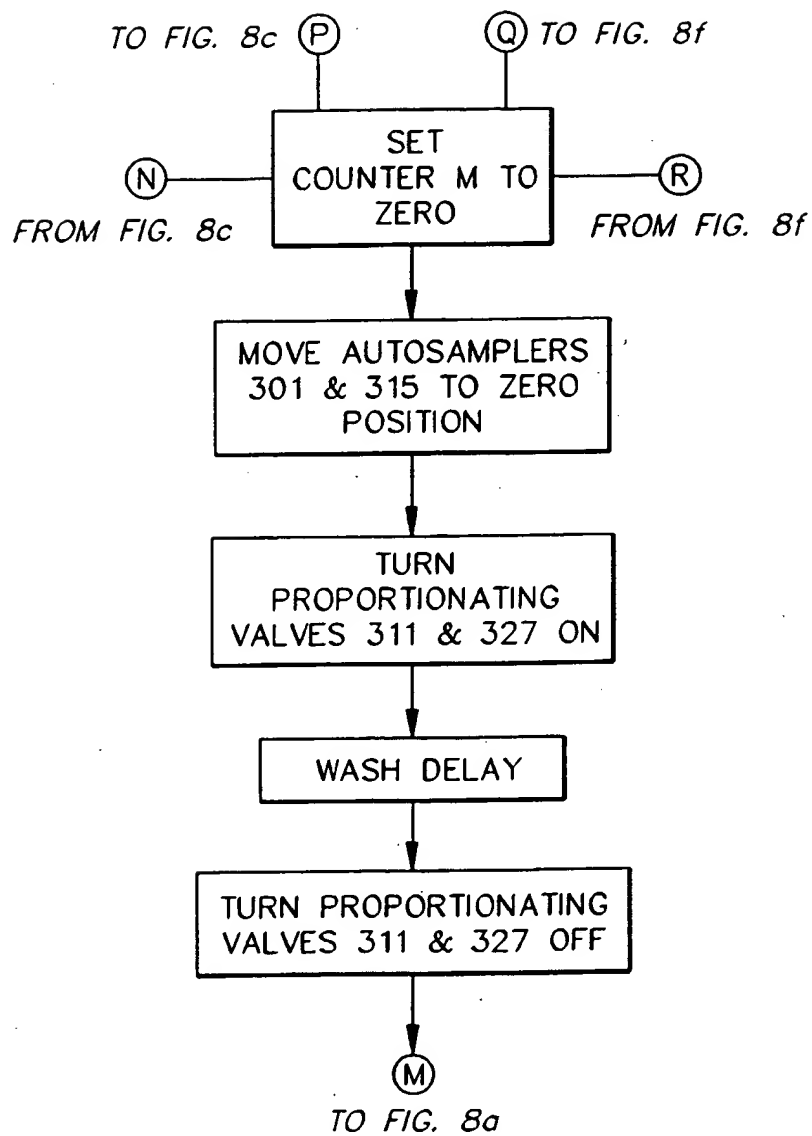 TO FIG. 8c P
Q TO FIG. 8f
SET
COUNTER M TO
ZERO
N
R
FROM FIG. 8c
FROM FIG. 8f
MOVE AUTOSAMPLERS
301 & 315 TO ZERO
POSITION
TURN
PROPORTIONATING
VALVES 311 & 327 ON
WASH DELAY
TURN PROPORTIONATING
VALVES 311 & 327 OFF
M
TO FIG. 8a